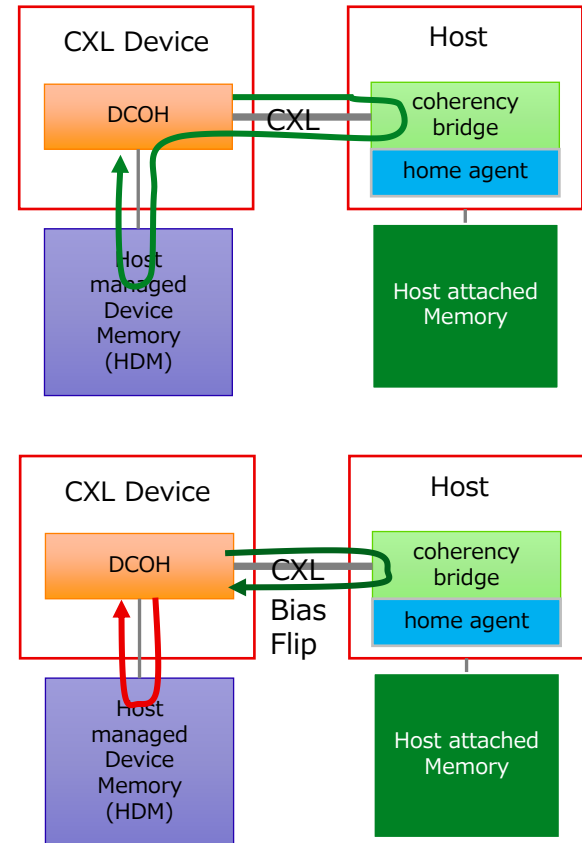 CXL Device
Host
DCOH
CXL
coherency
bridge
home agent
Host
managed
Device
Memory
(HDM)
Host attached
Memory
CXL Device
Host
DCOH
CXL
Bias
Flip
coherency
bridge
home agent
Host
managed
Device
Memory
(HDM)
Host attached
Memory